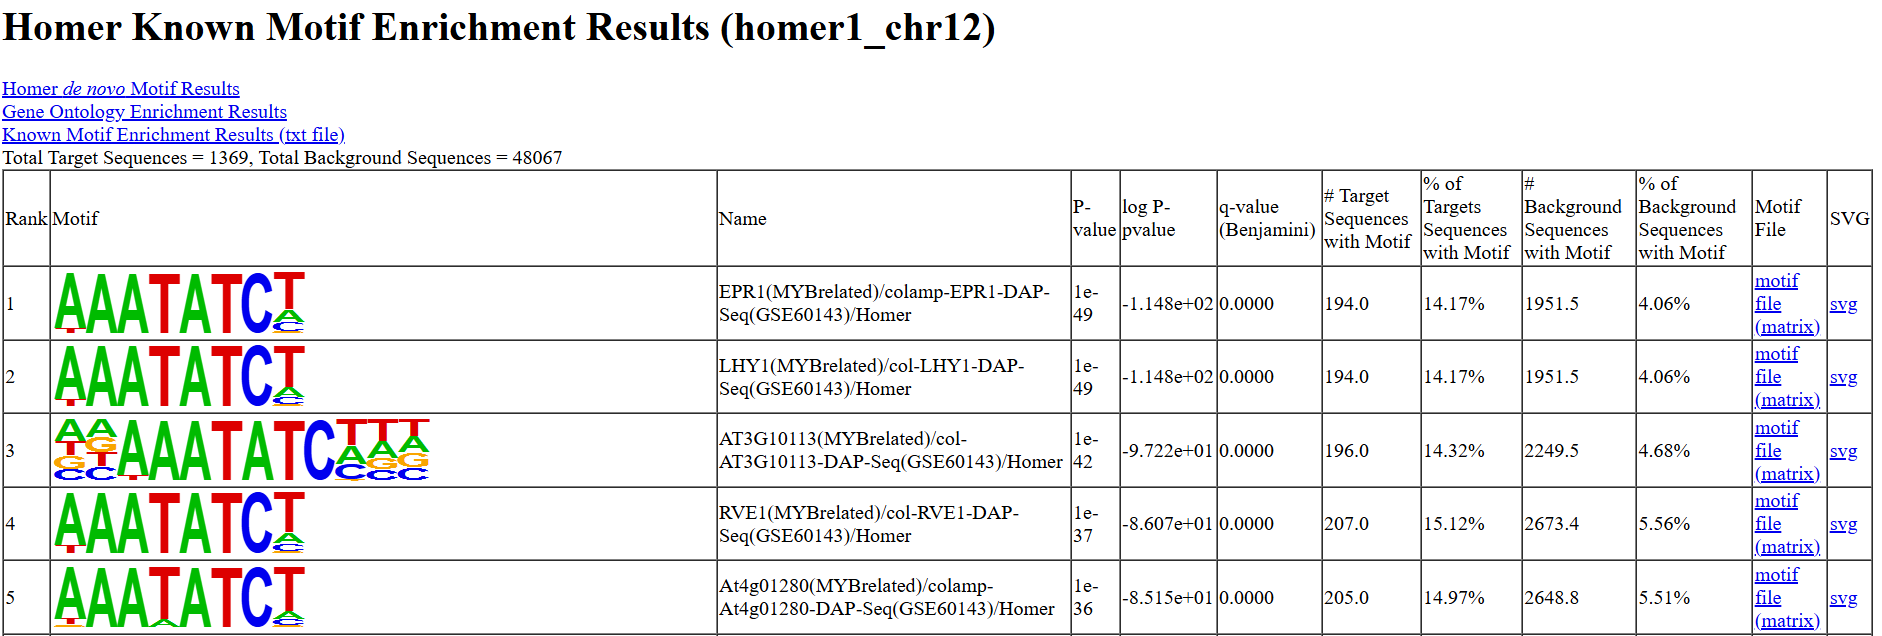 Homer Known Motif Enrichment Results (homer1_chr12)
Homer de novo Motif Results
Gene Ontology Enrichment Results
Known Motif Enrichment Results (txt file)
Total Target Sequences = 1369, Total Background Sequences = 48067
Rank Motif Name P-value log P-pvalue q-value (Benjamini) # Target Sequences with Motif % of Targets Sequences with Motif # Background Sequences with Motif % of Background Sequences with Motif Motif File SVG
1 AAATATCT EPR1(MYBrelated)/colamp-EPR1-DAP-Seq(GSE60143)/Homer 1e-49 -1.148e+02 0.0000 194.0 14.17% 1951.5 4.06% motif file (matrix) svg
2 AAATATCT LHY1(MYBrelated)/col-LHY1-DAP-Seq(GSE60143)/Homer 1e-49 -1.148e+02 0.0000 194.0 14.17% 1951.5 4.06% motif file (matrix) svg
3 AAAAATATCTTT AT3G10113(MYBrelated)/col-AT3G10113-DAP-Seq(GSE60143)/Homer 1e-42 -9.722e+01 0.0000 196.0 14.32% 2249.5 4.68% motif file (matrix) svg
4 AAATATCT RVE1(MYBrelated)/col-RVE1-DAP-Seq(GSE60143)/Homer 1e-37 -8.607e+01 0.0000 207.0 15.12% 2673.4 5.56% motif file (matrix) svg
5 AAATATCT At4g01280(MYBrelated)/colamp-At4g01280-DAP-Seq(GSE60143)/Homer 1e-36 -8.515e+01 0.0000 205.0 14.97% 2648.8 5.51% motif file (matrix) svg